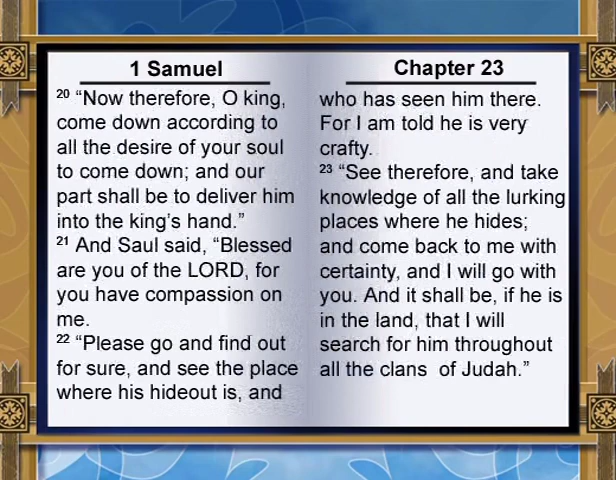 1 Samuel
20 “Now therefore, O king,
come down according to
all the desire of your soul
to come down; and our
part shall be to deliver him
into the king’s hand.”
21 And Saul said, “Blessed
are you of the LORD, for
you have compassion on
me.
22 “Please go and find out
for sure, and see the place
where his hideout is, and
Chapter 23
who has seen him there.
For I am told he is very
crafty.
23 “See therefore, and take
knowledge of all the lurking
places where he hides;
and come back to me with
certainty, and I will go with
you. And it shall be, if he is
in the land, that I will
search for him throughout
all the clans  of Judah.”